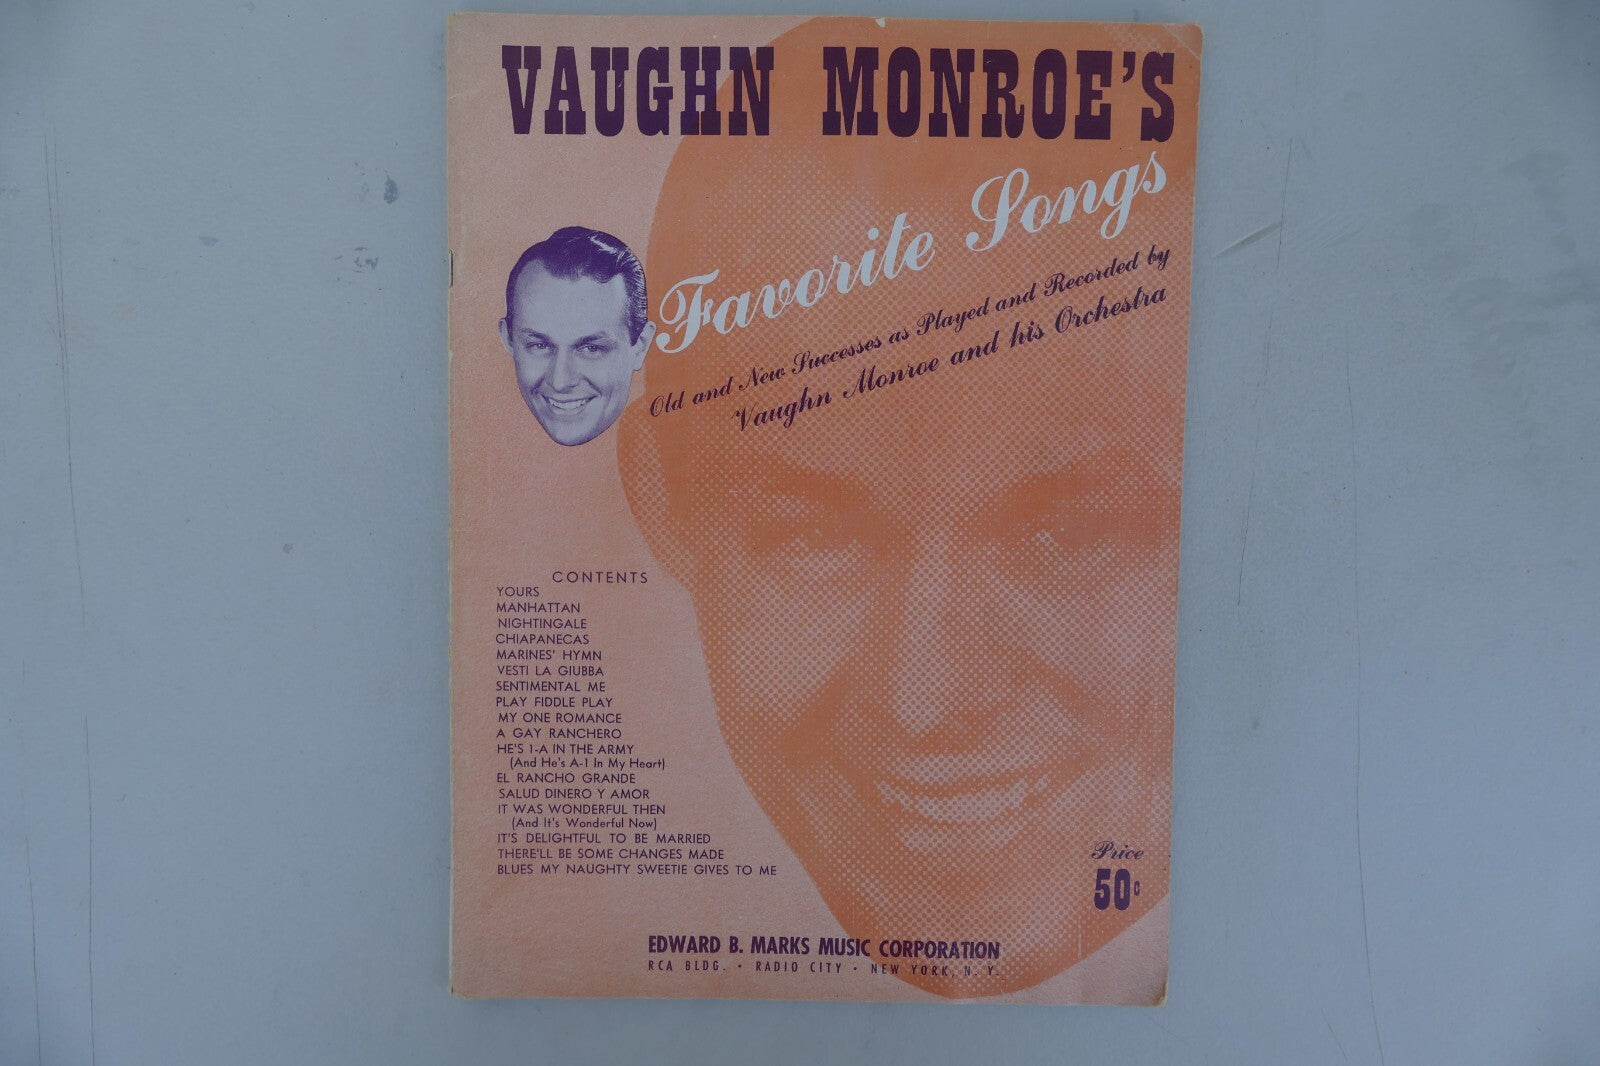 VAUGHN MONROE'S
Favorite Songs
Old and New Successes as Played and Recorded by
Vaughn Monroe and his Orchestra
CONTENTS
YOURS
MANHATTAN
NIGHTINGALE
CHIAPANECAS
MARINES' HYMN
VESTI LA GIUBBA
SENTIMENTAL ME
PLAY FIDDLE PLAY
MY ONE ROMANCE
A GAY RANCHERO
HE'S 1-A IN THE ARMY
(And He's A-1 In My Heart)
EL RANCHO GRANDE
SALUD DINERO Y AMOR
IT WAS WONDERFUL THEN
(And It's Wonderful Now)
IT'S DELIGHTFUL TO BE MARRIED
THERE'LL BE SOME CHANGES MADE
BLUES MY NAUGHTY SWEETIE GIVES TO ME
Price
50c
EDWARD B. MARKS MUSIC CORPORATION
RCA BLDG. • RADIO CITY • NEW YORK, N. Y.